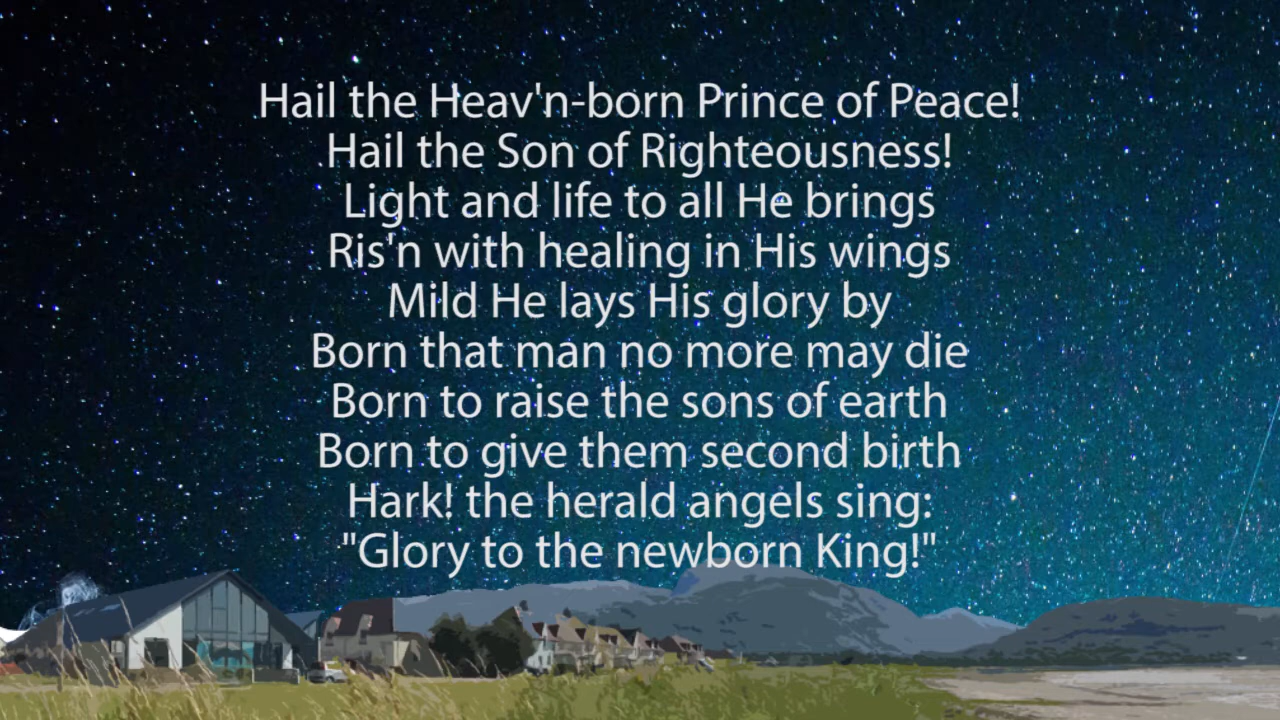 Hail the Heav'n-born Prince of Peace!
Hail the Son of Righteousness!
Light and life to all He brings
Ris'n with healing in His wings
Mild He lays His glory by
Born that man no more may die
Born to raise the sons of earth
Born to give them second birth
Hark! the herald angels sing:
"Glory to the newborn King!"